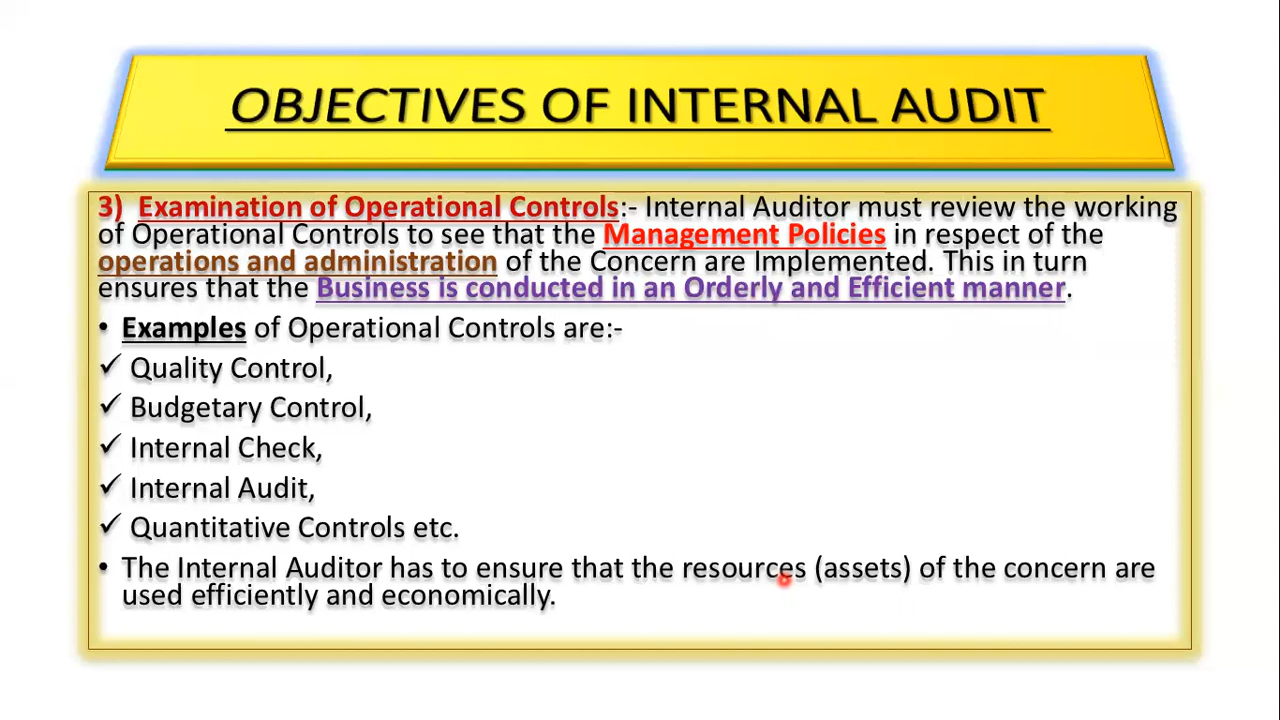 OBJECTIVES OF INTERNAL AUDIT
3) Examination of Operational Controls:- Internal Auditor must review the working
of Operational Controls to see that the Management Policies in respect of the
operations and administration of the Concern are Implemented. This in turn
ensures that the Business is conducted in an Orderly and Efficient manner.
• Examples of Operational Controls are:-
✓ Quality Control,
✓ Budgetary Control,
✓ Internal Check,
✓ Internal Audit,
✓ Quantitative Controls etc.
• The Internal Auditor has to ensure that the resources (assets) of the concern are
used efficiently and economically.